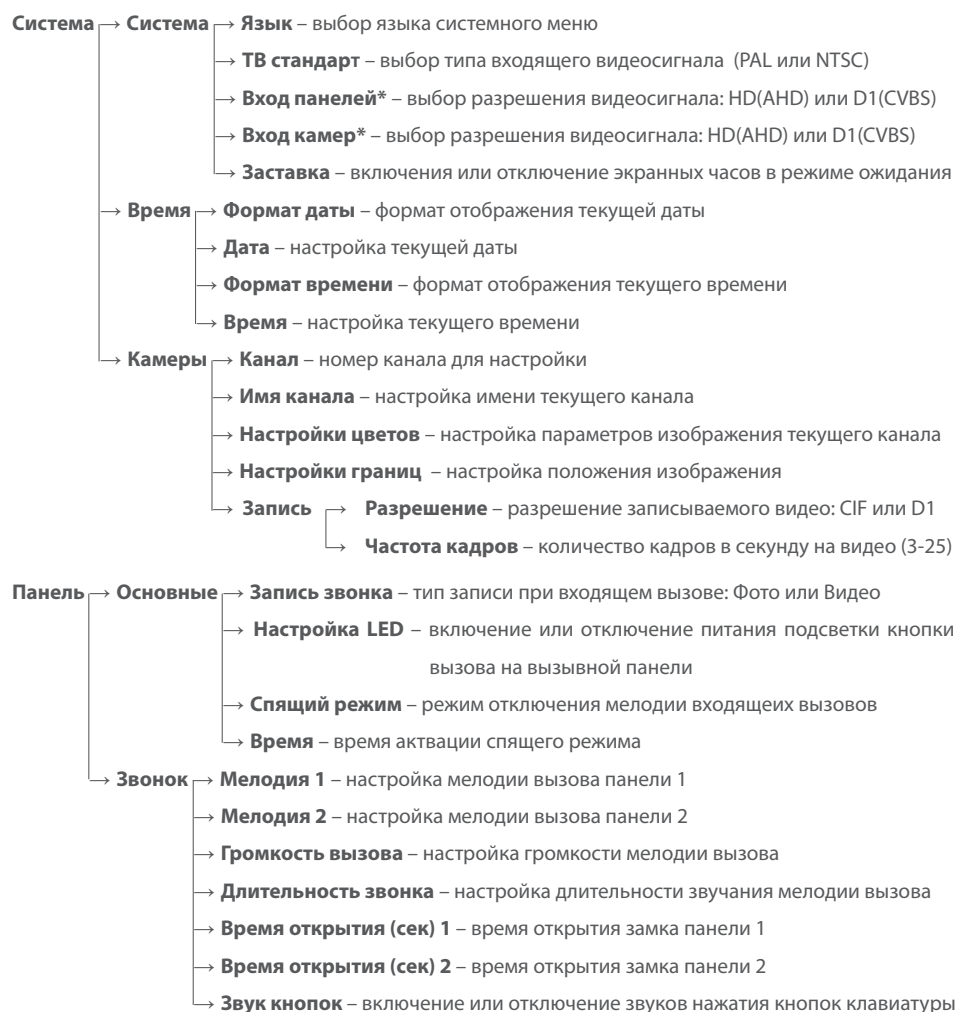 Система → Система → Язык – выбор языка системного меню
→ ТВ стандарт – выбор типа входящего видеосигнала (PAL или NTSC)
→ Вход панелей* – выбор разрешения видеосигнала: HD(AHD) или D1(CVBS)
→ Вход камер* – выбор разрешения видеосигнала: HD(AHD) или D1(CVBS)
→ Заставка – включения или отключение экранных часов в режиме ожидания
→ Время → Формат даты – формат отображения текущей даты
→ Дата – настройка текущей даты
→ Формат времени – формат отображения текущего времени
→ Время – настройка текущего времени
→ Камеры → Канал – номер канала для настройки
→ Имя канала – настройка имени текущего канала
→ Настройки цветов – настройка параметров изображения текущего канала
→ Настройки границ – настройка положения изображения
→ Запись → Разрешение – разрешение записываемого видео: CIF или D1
→ Частота кадров – количество кадров в секунду на видео (3-25)
Панель → Основные → Запись звонка – тип записи при входящем вызове: Фото или Видео
→ Настройка LED – включение или отключение питания подсветки кнопки
вызова на вызывной панели
→ Спящий режим – режим отключения мелодии входящеих вызовов
→ Время – время актвации спящего режима
→ Звонок → Мелодия 1 – настройка мелодии вызова панели 1
→ Мелодия 2 – настройка мелодии вызова панели 2
→ Громкость вызова – настройка громкости мелодии вызова
→ Длительность звонка – настройка длительности звучания мелодии вызова
→ Время открытия (сек) 1 – время открытия замка панели 1
→ Время открытия (сек) 2 – время открытия замка панели 2
→ Звук кнопок – включение или отключение звуков нажатия кнопок клавиатуры